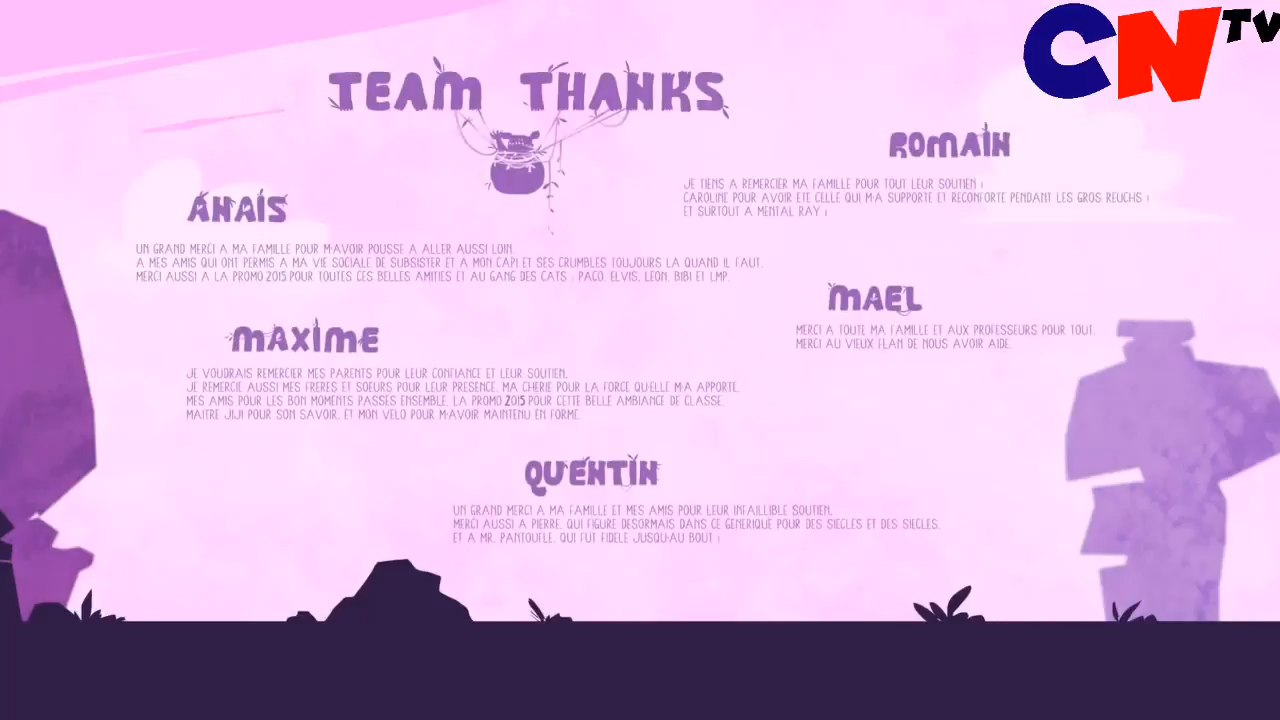 CN TV
TEAM THANKS
ROMAIN
JE TIENS A REMERCIER MA FAMILLE POUR TOUT LEUR SOUTIEN !
CAROLINE POUR AVOIR ETE CELLE QUI M'A SUPPORTE ET RECONFORTE PENDANT LES GROS REUCHS !
ET SURTOUT A MENTAL RAY !
ANAIS
UN GRAND MERCI A MA FAMILLE POUR M'AVOIR POUSSE A ALLER AUSSI LOIN.
A MES AMIS QUI ONT PERMIS A MA VIE SOCIALE DE SUBSISTER ET A MON CAPI ET SES CRUMBLES TOUJOURS LA QUAND IL FAUT.
MERCI AUSSI A LA PROMO 2015 POUR TOUTES CES BELLES AMITIES ET AU GANG DES CATS : PACO, ELVIS, LEON, BIBI ET LMP.
MAEL
MERCI A TOUTE MA FAMILLE ET AUX PROFESSEURS POUR TOUT.
MERCI AU VIEUX FLAN DE NOUS AVOIR AIDE.
MAXIME
JE VOUDRAIS REMERCIER MES PARENTS POUR LEUR CONFIANCE ET LEUR SOUTIEN,
JE REMERCIE AUSSI MES FRERES ET SOEURS POUR LEUR PRESENCE, MA CHERIE POUR LA FORCE QU'ELLE M'A APPORTE,
MES AMIS POUR LES BON MOMENTS PASSES ENSEMBLE, LA PROMO 2015 POUR CETTE BELLE AMBIANCE DE CLASSE,
MAITRE JIJI POUR SON SAVOIR, ET MON VELO POUR M'AVOIR MAINTENU EN FORME.
QUENTIN
UN GRAND MERCI A MA FAMILLE ET MES AMIS POUR LEUR INFAILLIBLE SOUTIEN,
MERCI AUSSI A PIERRE, QUI FIGURE DESORMAIS DANS CE GENERIQUE POUR DES SIECLES ET DES SIECLES,
ET A MR. PANTOUFLE, QUI FUT FIDELE JUSQU'AU BOUT !